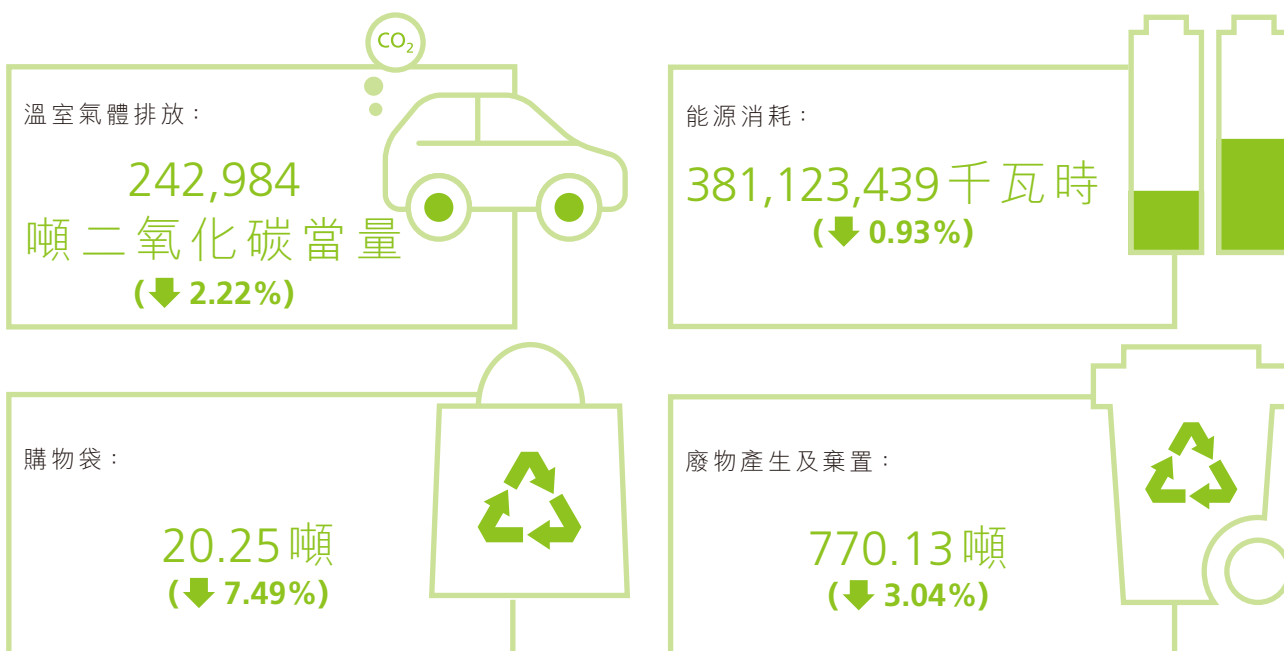 CO₂
溫室氣體排放：
242,984
噸二氧化碳當量
(⬇ 2.22%)
能源消耗：
381,123,439千瓦時
(⬇ 0.93%)
購物袋：
20.25噸
(⬇ 7.49%)
廢物產生及棄置：
770.13噸
(⬇ 3.04%)